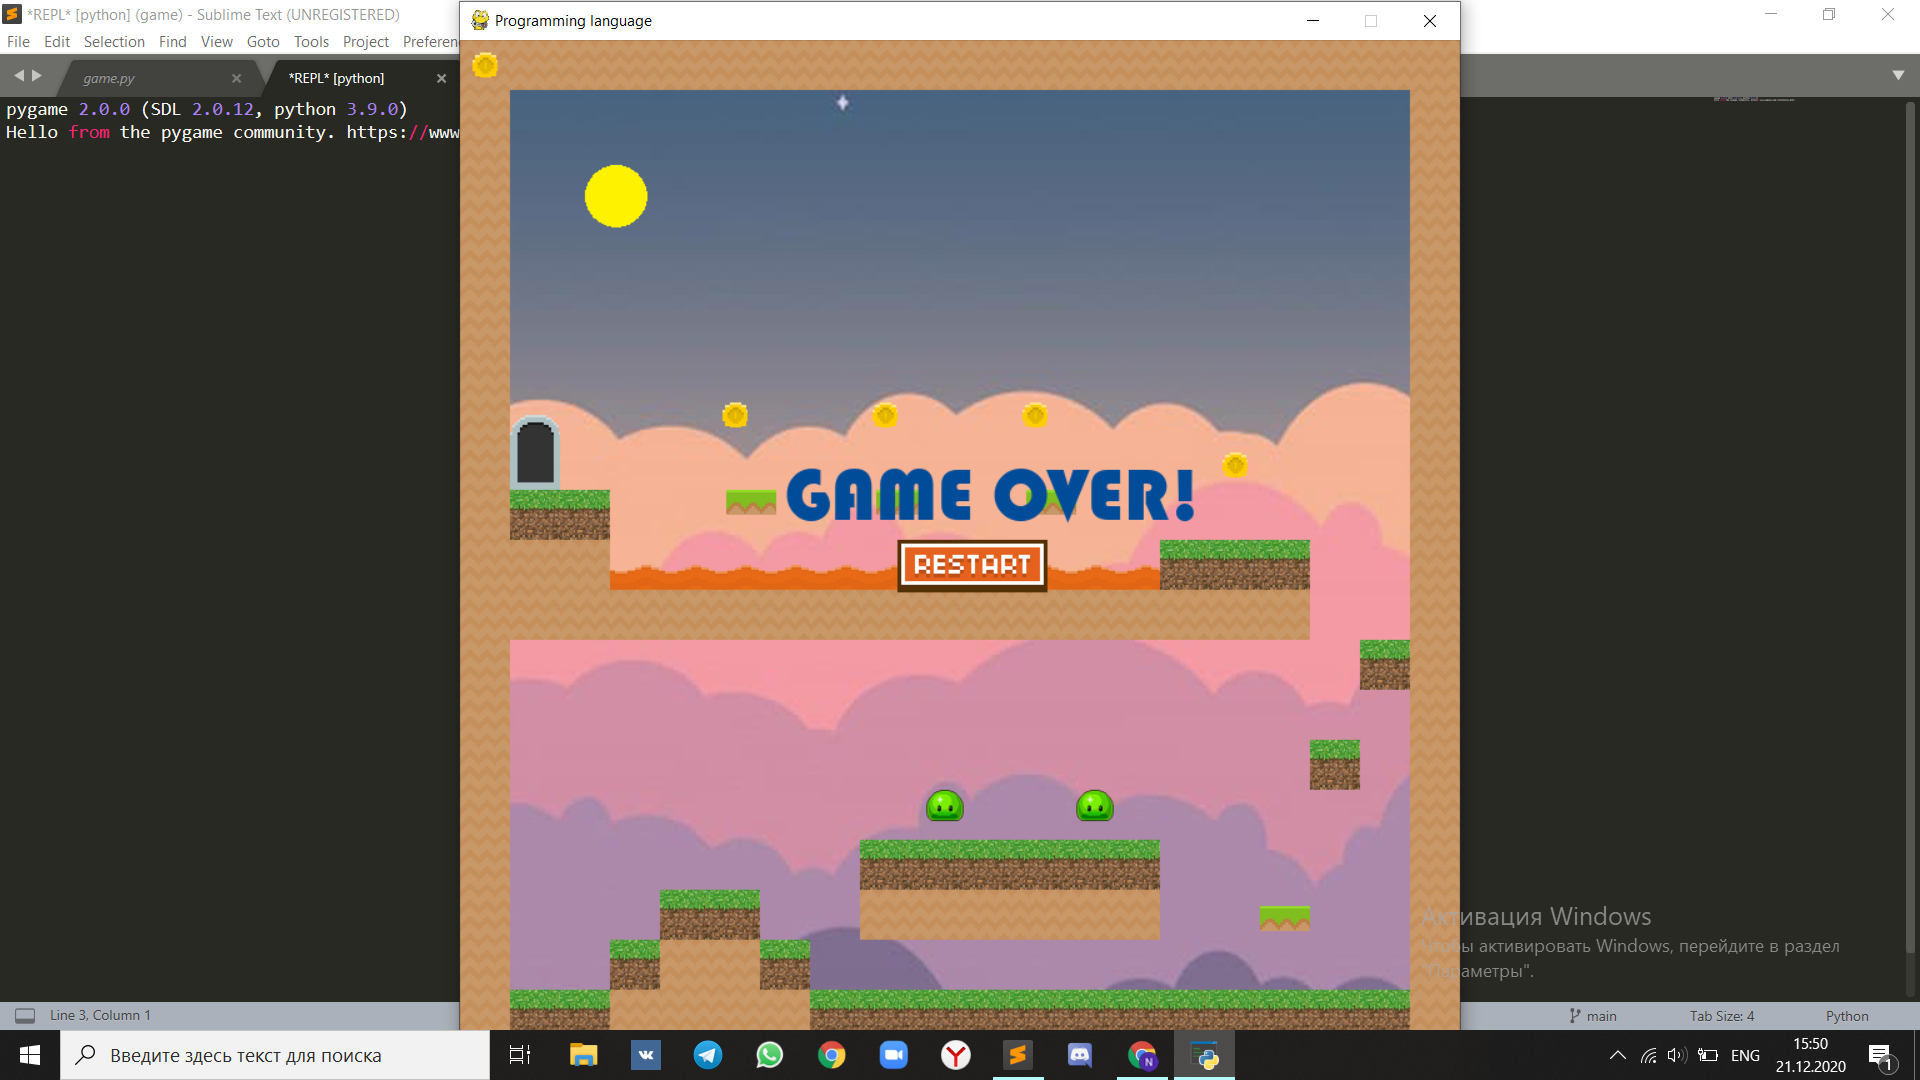 *REPL* [python] (game) - Sublime Text (UNREGISTERED)
File Edit Selection Find View Goto Tools Project Preferen
game.py
*REPL* [python]
pygame 2.0.0 (SDL 2.0.12, python 3.9.0)
Hello from the pygame community. https://www
Programming language
GAME OVER!
RESTART
Активация Windows
Чтобы активировать Windows, перейдите в раздел
"Параметры".
Line 3, Column 1
main
Tab Size: 4
Python
Введите здесь текст для поиска
ENG
15:50
21.12.2020
1